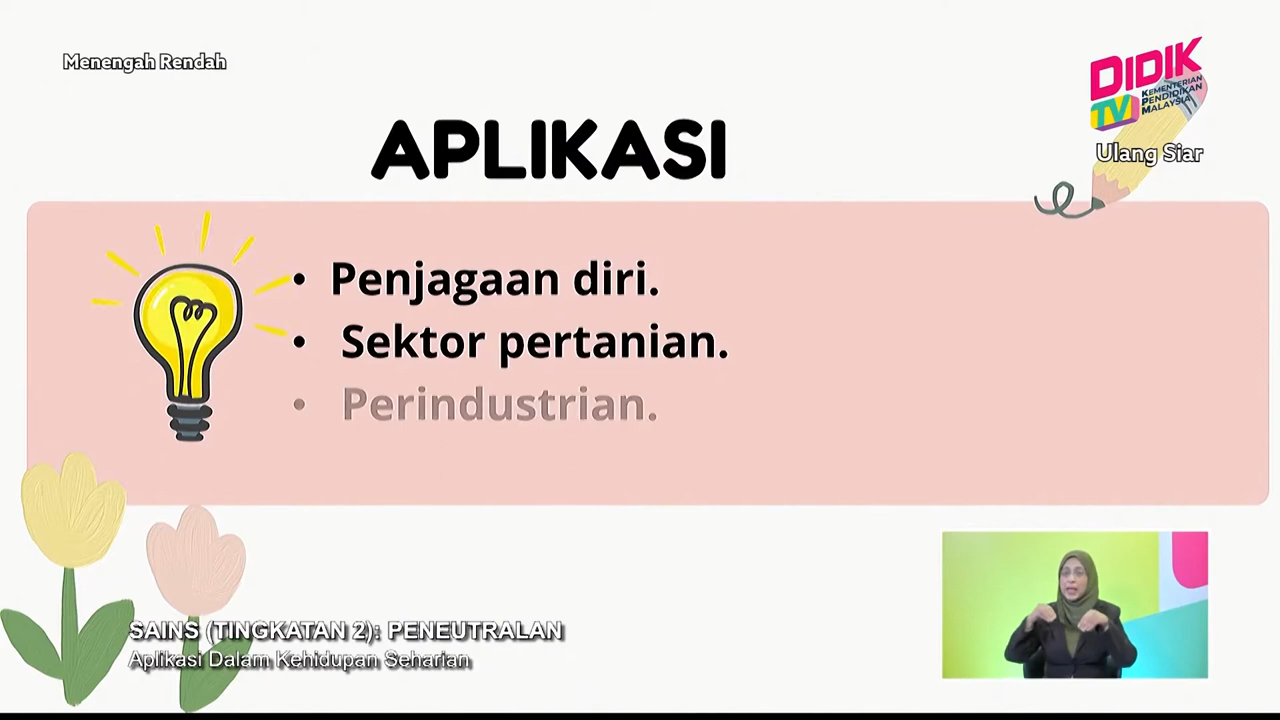 Menengah Rendah
DIDIK
TV
KEMENTERIAN
PENDIDIKAN
MALAYSIA
Ulang Siar
APLIKASI
• Penjagaan diri.
• Sektor pertanian.
• Perindustrian.
SAINS (TINGKATAN 2): PENEUTRALAN
Aplikasi Dalam Kehidupan Seharian